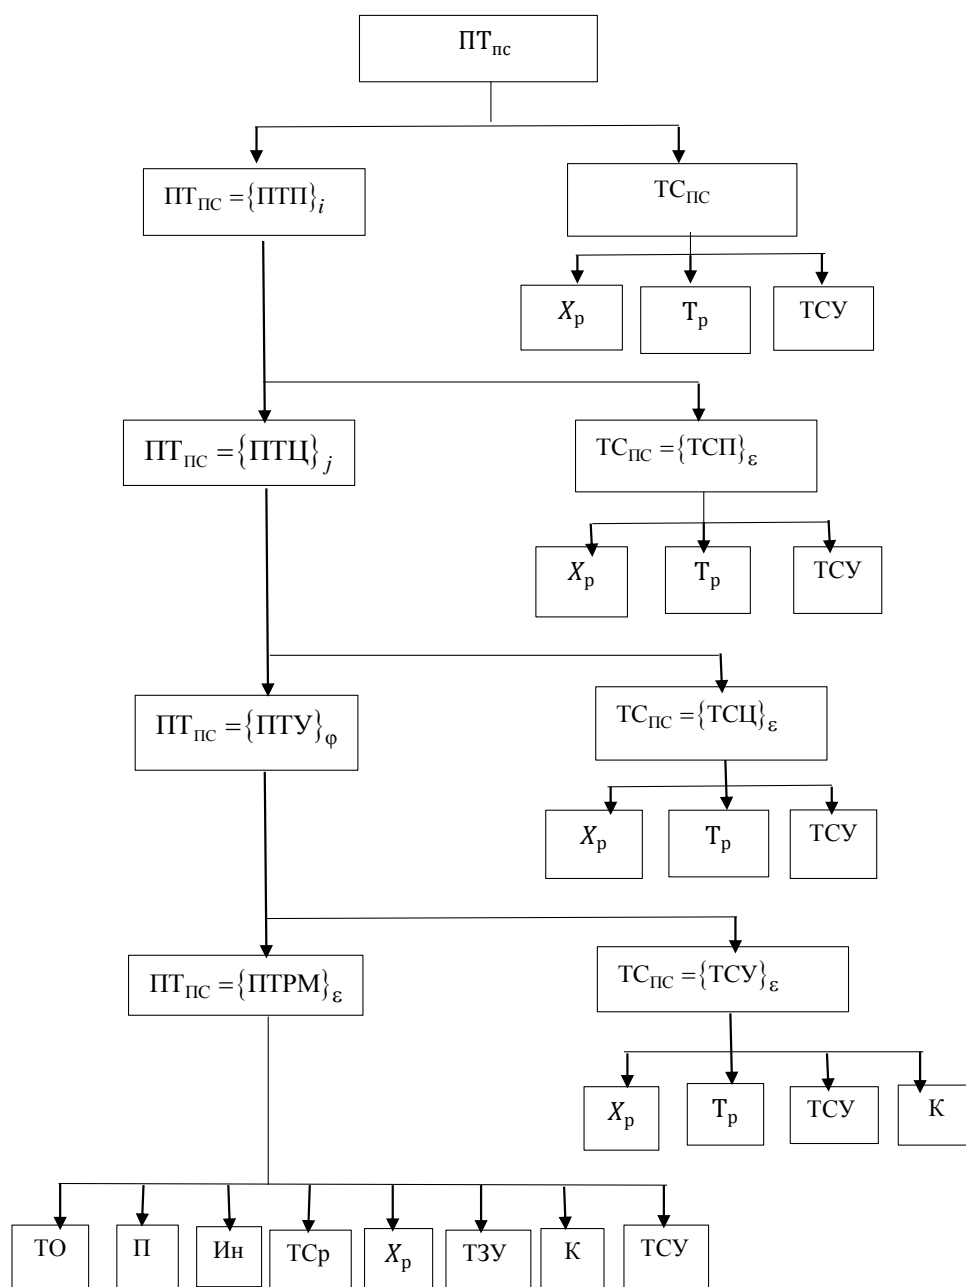 ПТпс
ПТПС ={ПТП}i
ТСПС
Xр
Тр
ТСУ
ПТПС ={ПТЦ}j
ТСПС ={ТСП}ε
Xр
Тр
ТСУ
ПТПС ={ПТУ}φ
ТСПС ={ТСЦ}ε
Xр
Тр
ТСУ
ПТПС ={ПТРМ}ε
ТСПС ={ТСУ}ε
Xр
Тр
ТСУ
К
ТО
П
Ин
ТСр
Xр
ТЗУ
К
ТСУ